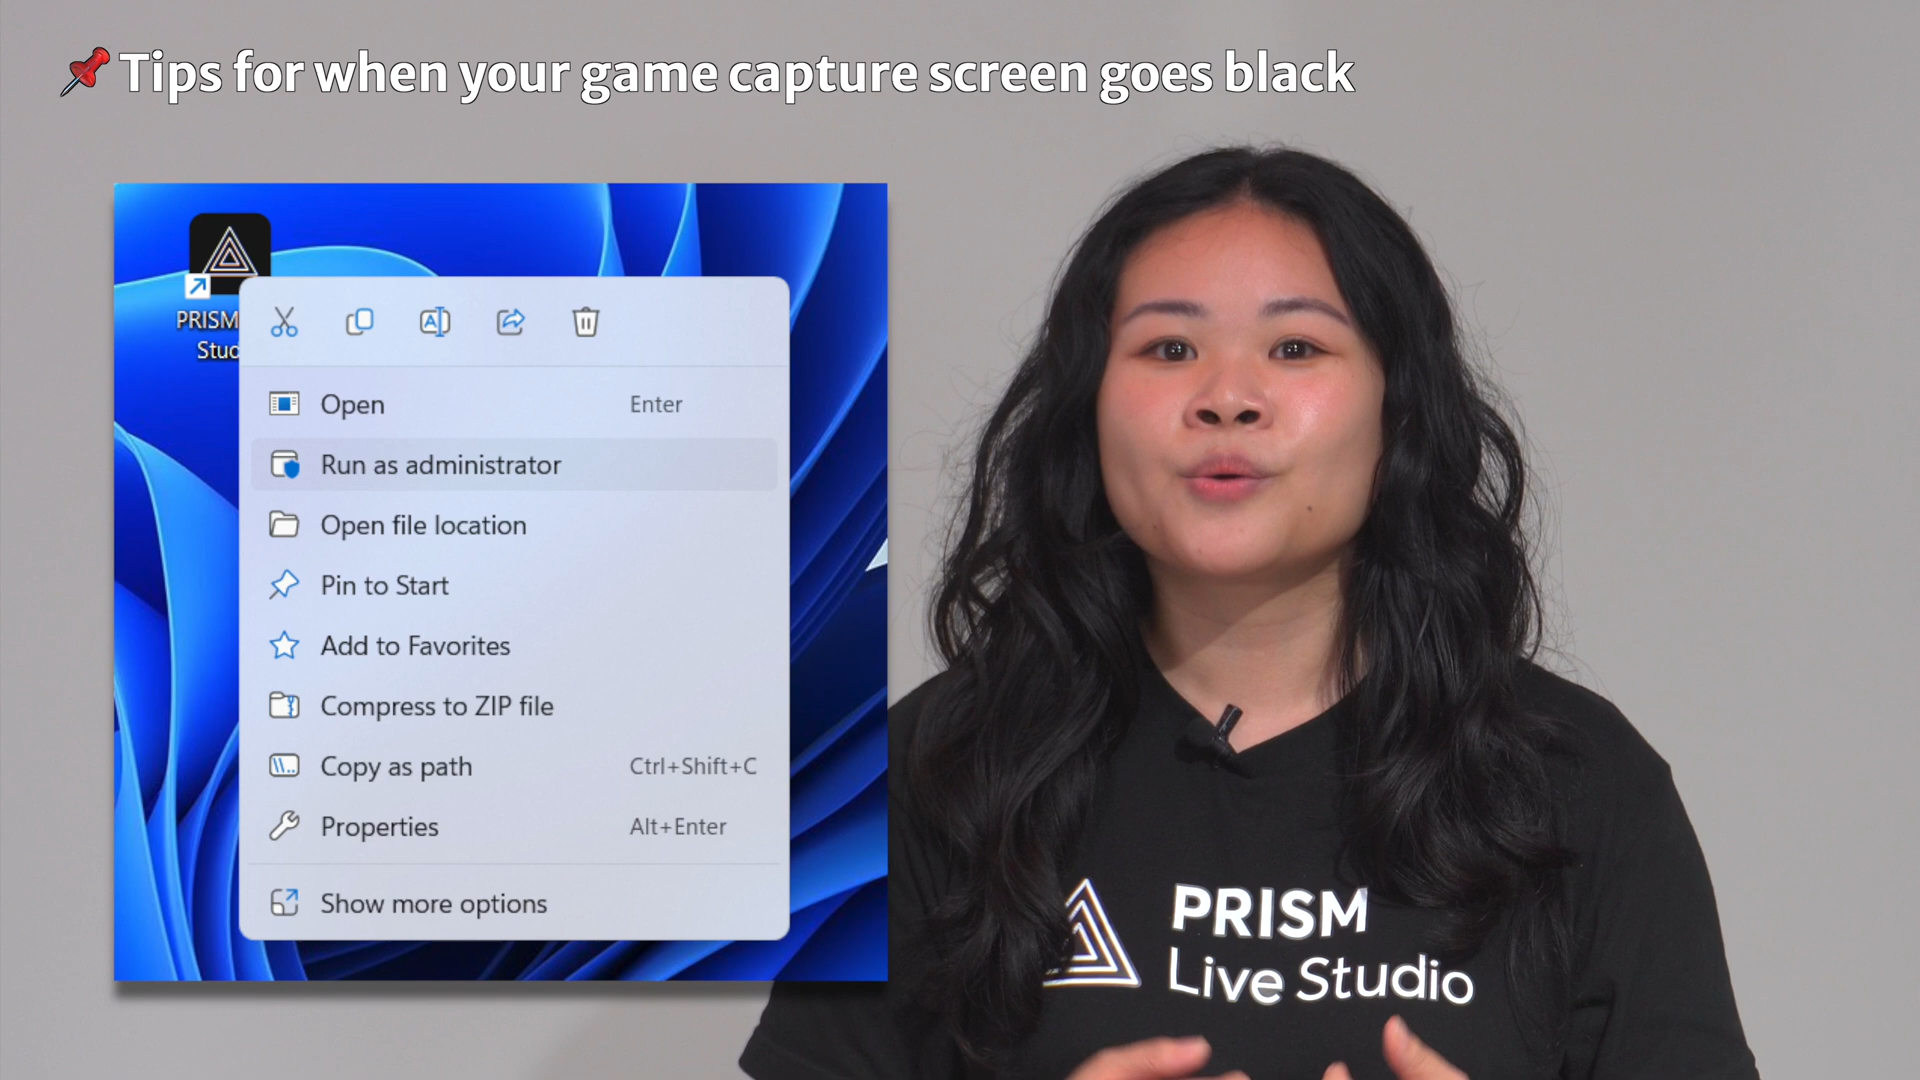 Tips for when your game capture screen goes black
PRISM
Stud
Open Enter
Run as administrator
Open file location
Pin to Start
Add to Favorites
Compress to ZIP file
Copy as path Ctrl+Shift+C
Properties Alt+Enter
Show more options
PRISM
Live Studio